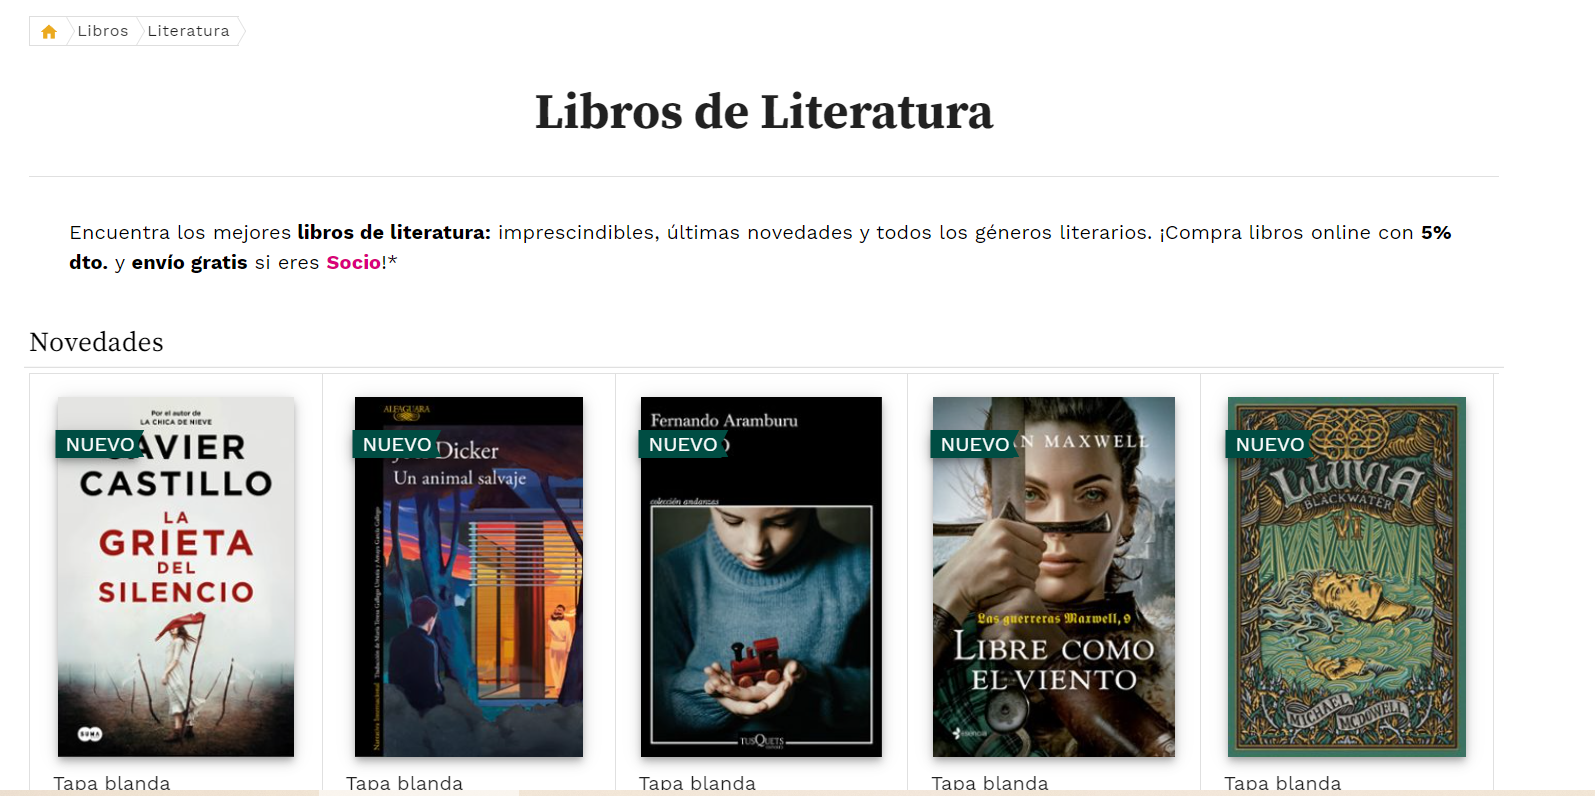 Libros
Literatura
Libros de Literatura
Encuentra los mejores libros de literatura: imprescindibles, últimas novedades y todos los géneros literarios. ¡Compra libros online con 5%
dto. y envío gratis si eres Socio!*
Novedades
Por el autor de
LA CHICA DE NIEVE
NUEVO
CASTILLO
LA
GRIETA
DEL
SILENCIO
SUMA
Tapa blanda
ALFAGUARA
NUEVO
Dicker
Un animal salvaje
Tapa blanda
Fernando Aramburu
NUEVO
colección andanzas
TUSQUETS
Tapa blanda
NUEVO
MAXWELL
Las guerreras Maxwell, 9
LIBRE COMO
EL VIENTO
esencia
Tapa blanda
NUEVO
LLUVIA
BLACKWATER
VI
MICHAEL
MCDOWELL
Tapa blanda